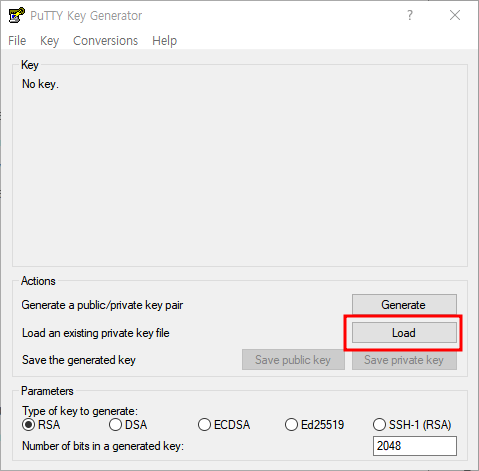 PuTTY Key Generator ?
File Key Conversions Help
Key
No key.
Actions
Generate a public/private key pair Generate
Load an existing private key file Load
Save the generated key Save public key Save private key
Parameters
Type of key to generate:
RSA DSA ECDSA Ed25519 SSH-1 (RSA)
Number of bits in a generated key: 2048